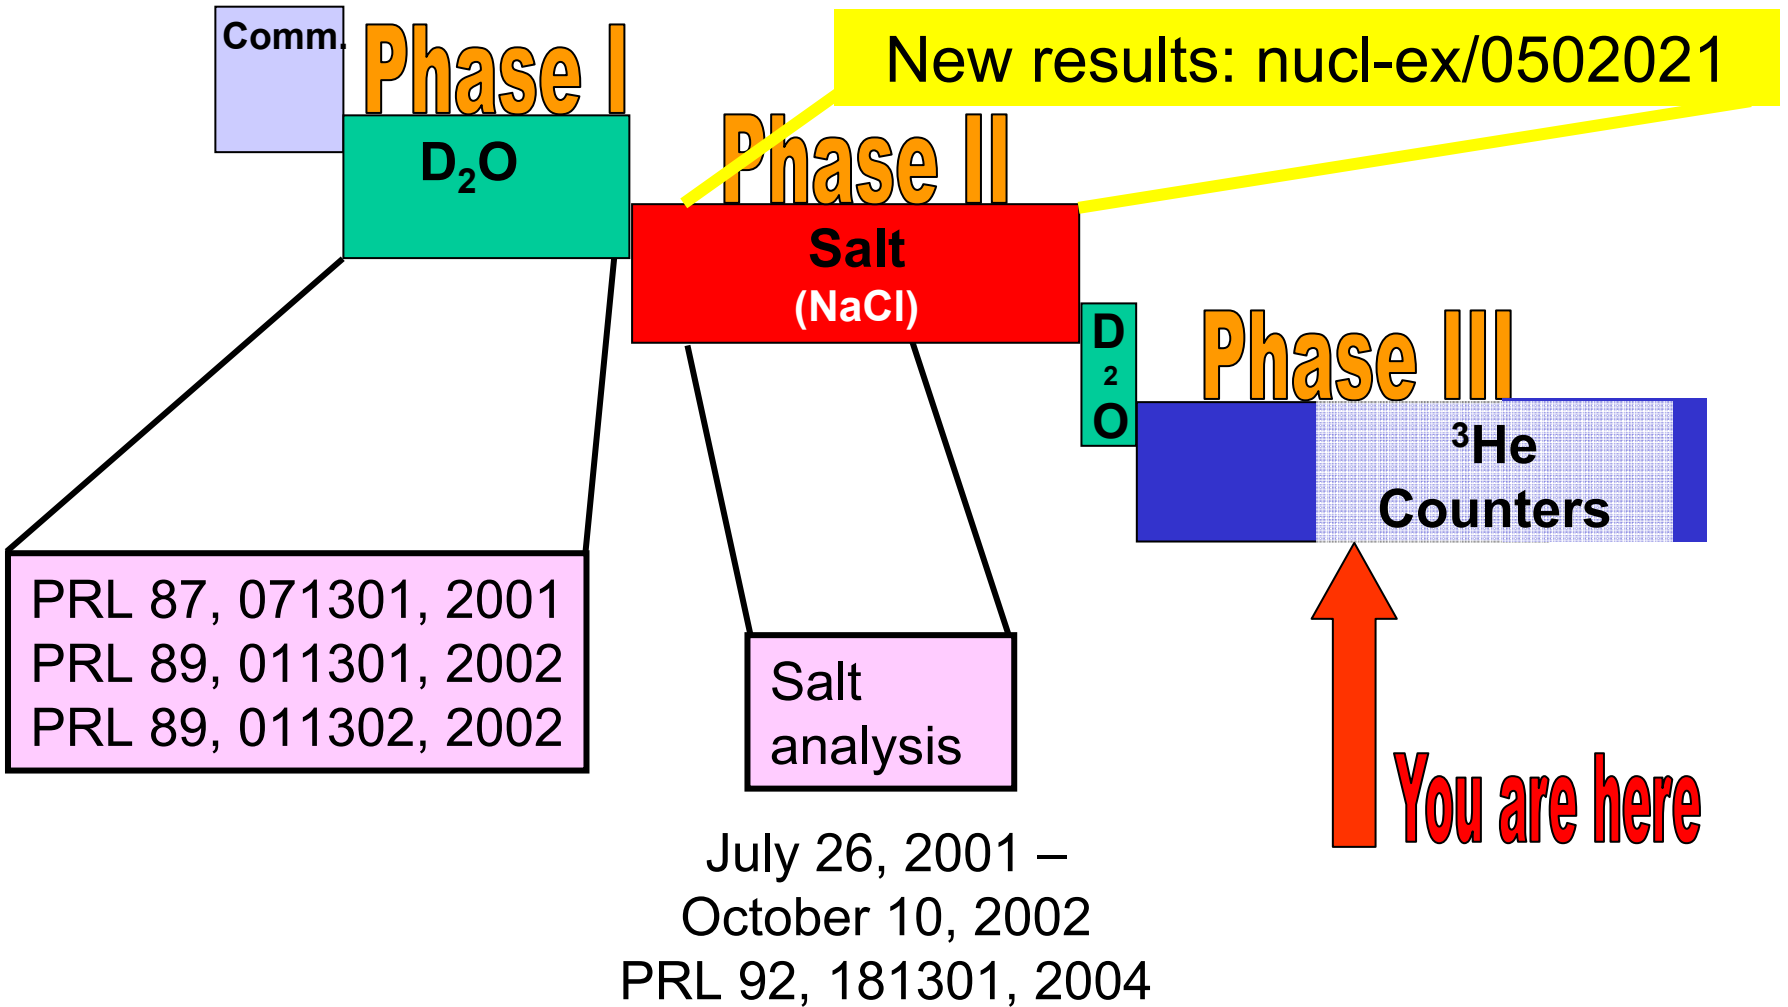 Comm.
Phase I
New results: nucl-ex/0502021
D₂O
Phase II
Salt
(NaCl)
D
2
O
Phase III
³He
Counters
PRL 87, 071301, 2001
PRL 89, 011301, 2002
PRL 89, 011302, 2002
Salt
analysis
You are here
July 26, 2001 –
October 10, 2002
PRL 92, 181301, 2004